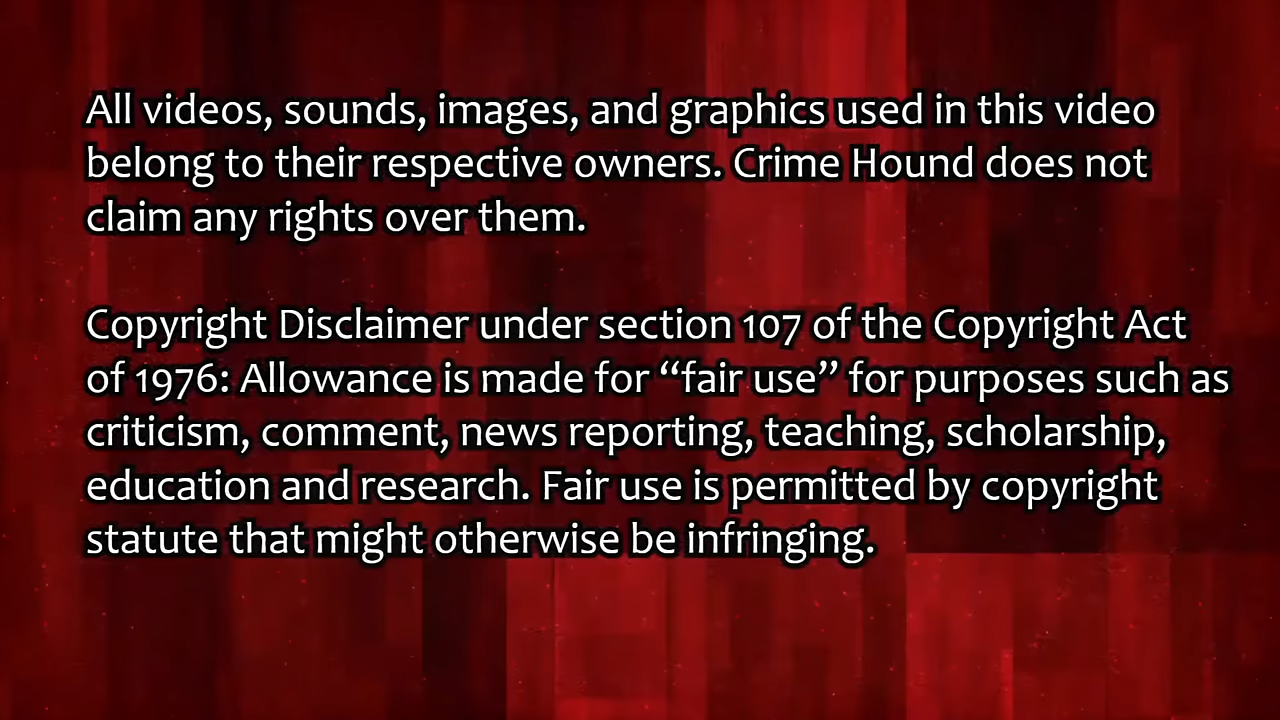 All videos, sounds, images, and graphics used in this video
belong to their respective owners. Crime Hound does not
claim any rights over them.
Copyright Disclaimer under section 107 of the Copyright Act
of 1976: Allowance is made for “fair use” for purposes such as
criticism, comment, news reporting, teaching, scholarship,
education and research. Fair use is permitted by copyright
statute that might otherwise be infringing.